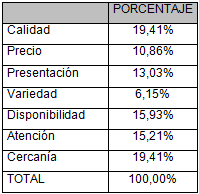 PORCENTAJE
Calidad 19,41%
Precio 10,86%
Presentación 13,03%
Variedad 6,15%
Disponibilidad 15,93%
Atención 15,21%
Cercanía 19,41%
TOTAL 100,00%